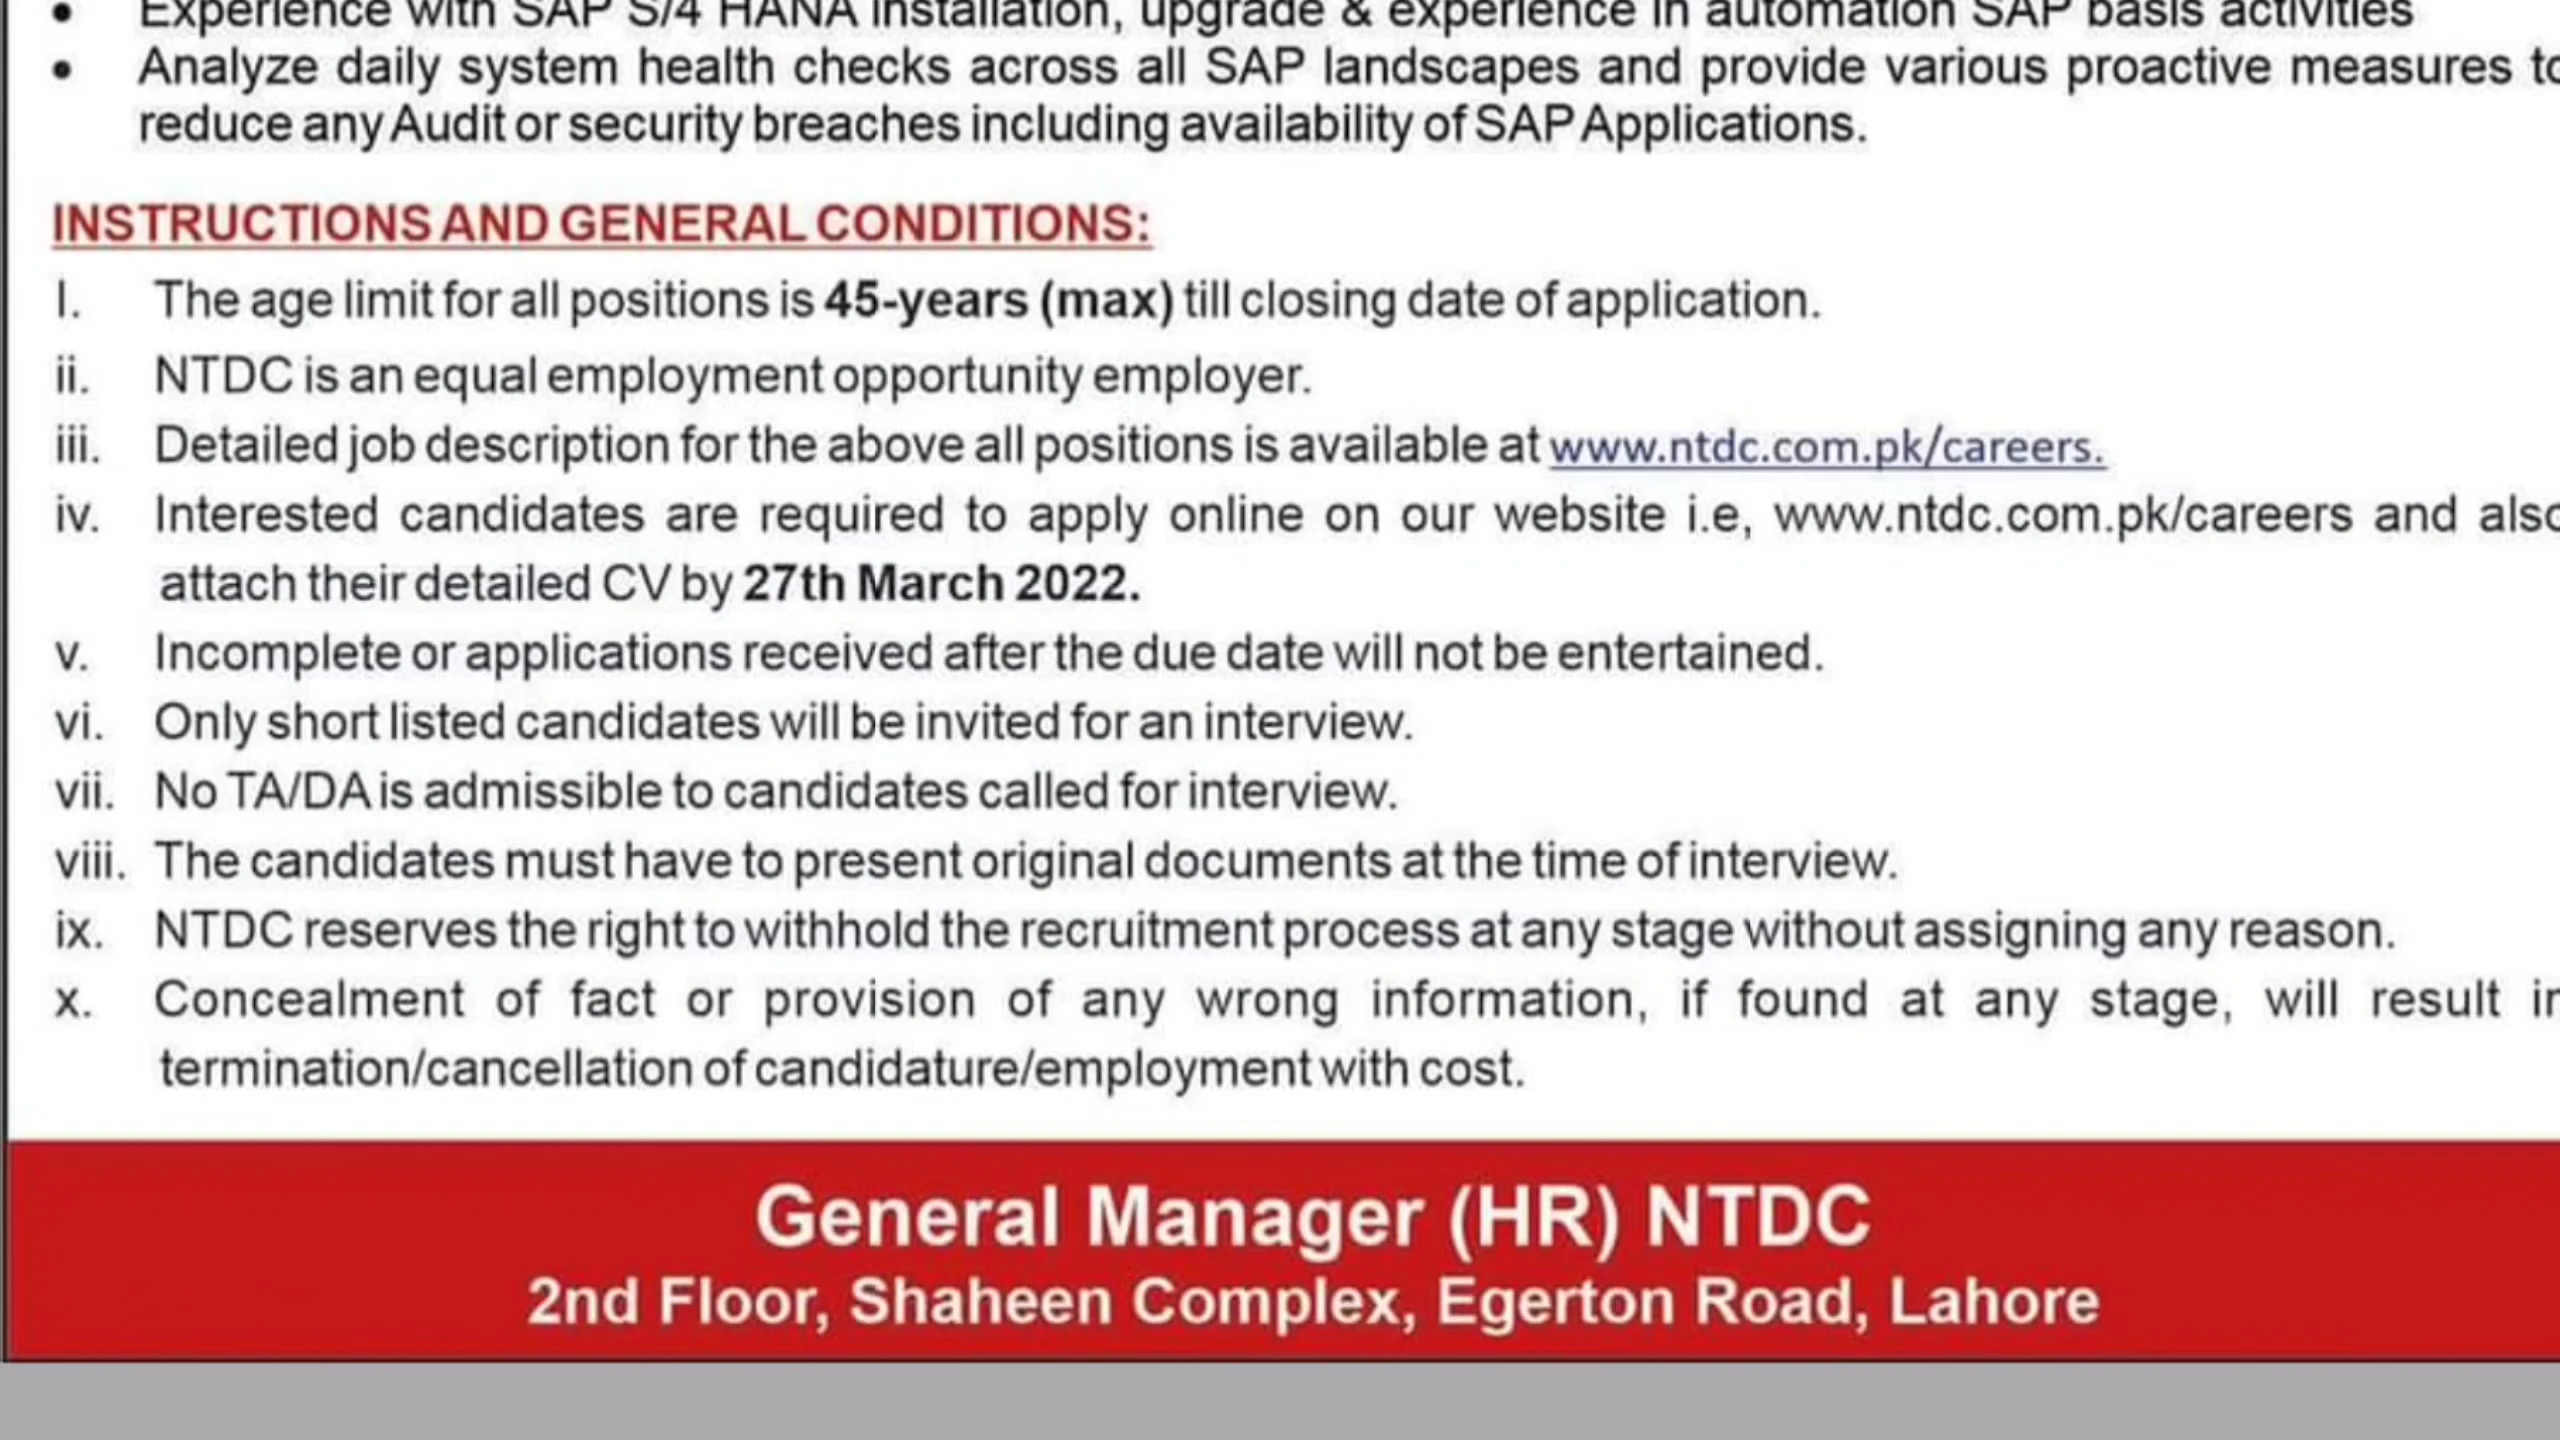 • Experience with SAP S/4 HANA installation, upgrade & experience in automation SAP basis activities
• Analyze daily system health checks across all SAP landscapes and provide various proactive measures to
reduce any Audit or security breaches including availability of SAP Applications.
INSTRUCTIONS AND GENERAL CONDITIONS:
I. The age limit for all positions is 45-years (max) till closing date of application.
ii. NTDC is an equal employment opportunity employer.
iii. Detailed job description for the above all positions is available at www.ntdc.com.pk/careers.
iv. Interested candidates are required to apply online on our website i.e, www.ntdc.com.pk/careers and also
attach their detailed CV by 27th March 2022.
v. Incomplete or applications received after the due date will not be entertained.
vi. Only short listed candidates will be invited for an interview.
vii. No TA/DA is admissible to candidates called for interview.
viii. The candidates must have to present original documents at the time of interview.
ix. NTDC reserves the right to withhold the recruitment process at any stage without assigning any reason.
x. Concealment of fact or provision of any wrong information, if found at any stage, will result in
termination/cancellation of candidature/employment with cost.
General Manager (HR) NTDC
2nd Floor, Shaheen Complex, Egerton Road, Lahore